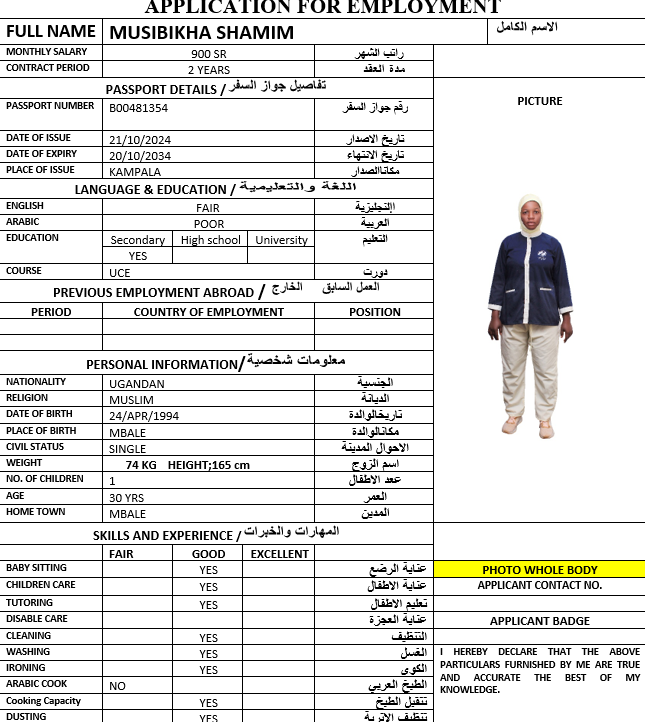 APPLICATION FOR EMPLOYMENT
FULL NAME MUSIBIKHA SHAMIM الاسم الكامل
MONTHLY SALARY 900 SR راتب الشهر
CONTRACT PERIOD 2 YEARS مدة العقد
PASSPORT DETAILS / تفاصيل جواز السفر
PICTURE
PASSPORT NUMBER B00481354 رقم جواز السفر
DATE OF ISSUE 21/10/2024 تاريخ الاصدار
DATE OF EXPIRY 20/10/2034 تاريخ الانتهاء
PLACE OF ISSUE KAMPALA مكاناالصدار
LANGUAGE & EDUCATION / اللغة والتعليمية
ENGLISH FAIR اإلنجليزية
ARABIC POOR العربية
EDUCATION Secondary High school University التعليم
YES
COURSE UCE دورت
PREVIOUS EMPLOYMENT ABROAD / العمل السابق الخارج
PERIOD COUNTRY OF EMPLOYMENT POSITION
PERSONAL INFORMATION/ معلومات شخصية
NATIONALITY UGANDAN الجنسية
RELIGION MUSLIM الديانة
DATE OF BIRTH 24/APR/1994 تاريخالوالدة
PLACE OF BIRTH MBALE مكانالوالدة
CIVIL STATUS SINGLE الاحوال المدينة
WEIGHT 74 KG HEIGHT;165 cm اسم الزوج
NO. OF CHILDREN 1 عدد الاطفال
AGE 30 YRS العمر
HOME TOWN MBALE المدين
SKILLS AND EXPERIENCE / المهارات والخبرات
FAIR GOOD EXCELLENT
BABY SITTING YES عناية الرضع
PHOTO WHOLE BODY
CHILDREN CARE YES عناية الاطفال
APPLICANT CONTACT NO.
TUTORING YES تعليم الاطفال
DISABLE CARE عناية العجزة
APPLICANT BADGE
CLEANING YES التنظيف
WASHING YES الغسل
IRONING YES الكوى
ARABIC COOK NO الطيخ العربي
Cooking Capacity YES تتقيل الطيخ
DUSTING YES تنظيف الاتربة
I HEREBY DECLARE THAT THE ABOVE
PARTICULARS FURNISHED BY ME ARE TRUE
AND ACCURATE THE BEST OF MY
KNOWLEDGE.